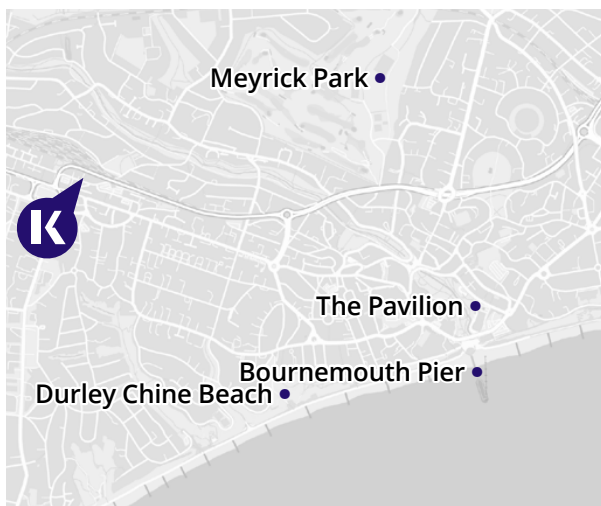 Meyrick Park
K
The Pavilion
Bournemouth Pier
Durley Chine Beach